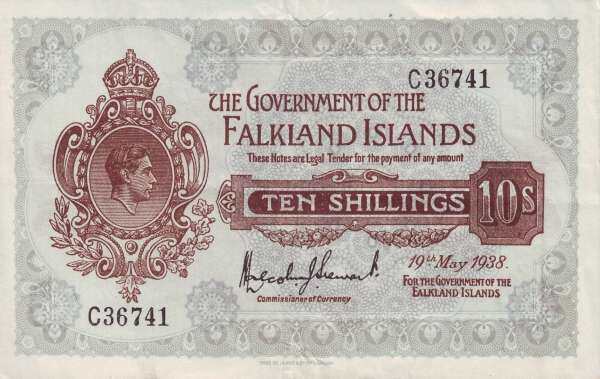 C36741
THE GOVERNMENT OF THE
FALKLAND ISLANDS
These Notes are Legal Tender for the payment of any amount
TEN SHILLINGS 10s
19th May 1938.
Commissioner of Currency
FOR THE GOVERNMENT OF THE
FALKLAND ISLANDS
C36741